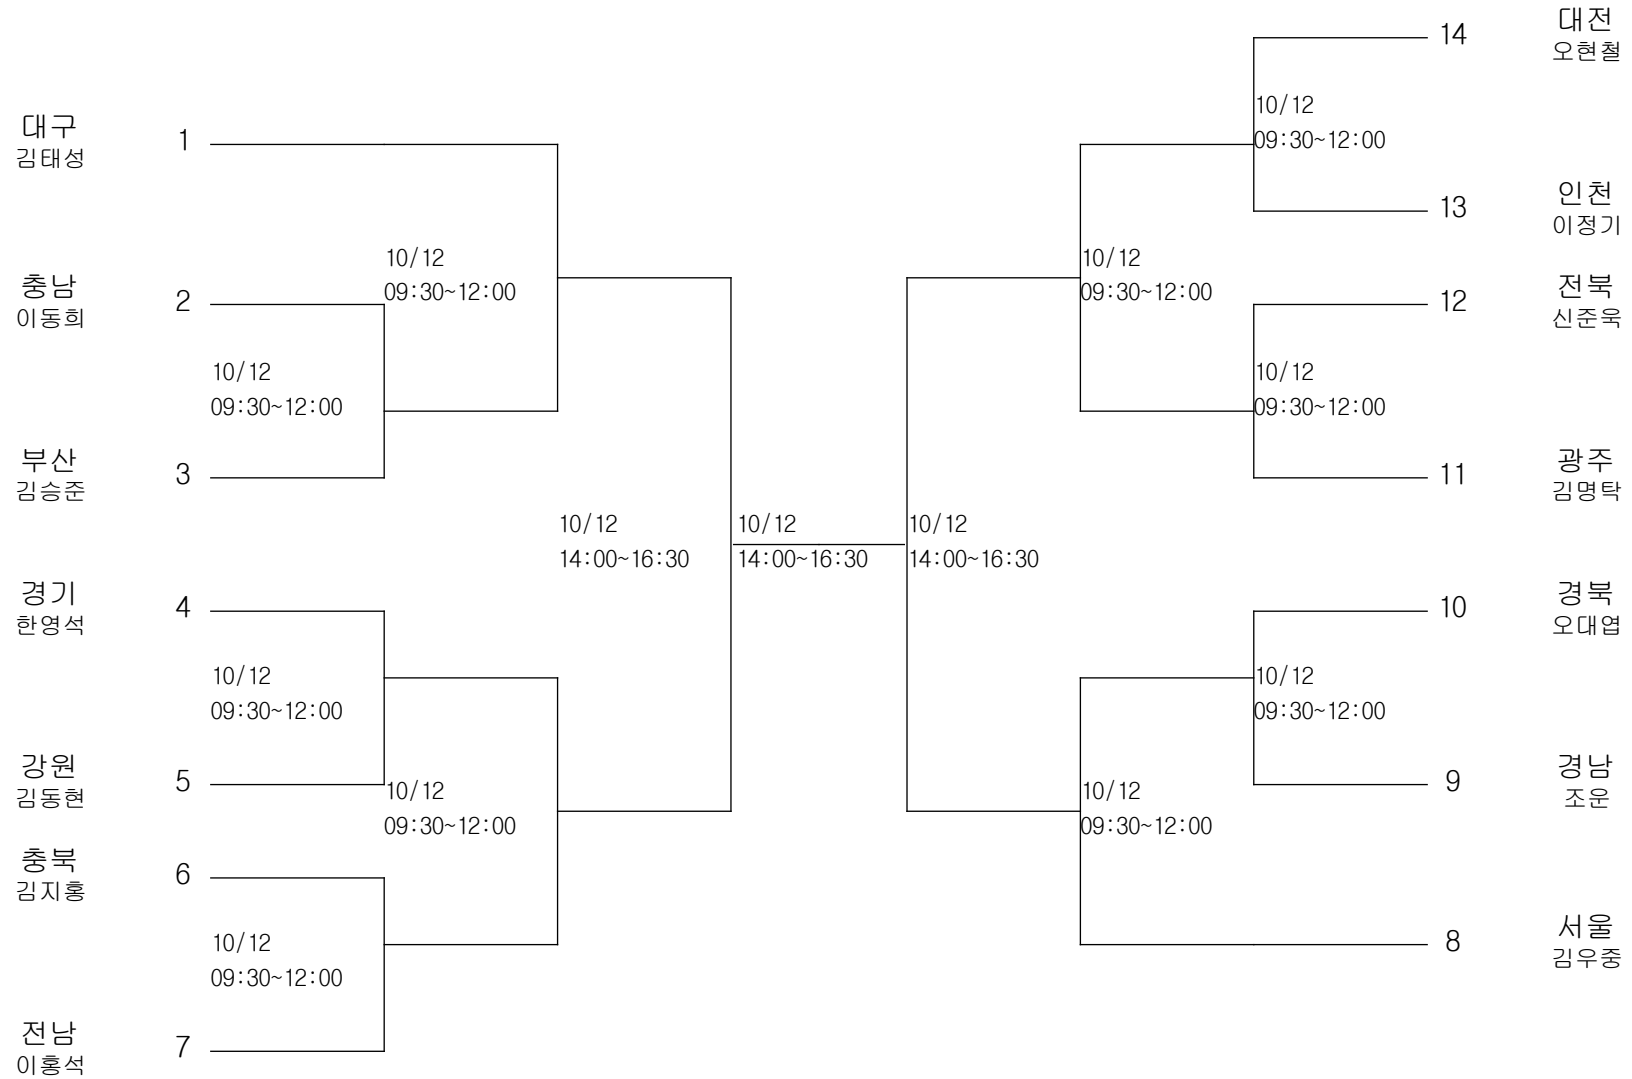 대전
14
오현철
10/12
09:30~12:00
대구
1
김태성
인천
13
이정기
10/12
09:30~12:00
10/12
09:30~12:00
충남
2
이동희
전북
12
신준욱
10/12
09:30~12:00
10/12
09:30~12:00
부산
3
김승준
광주
11
김명탁
10/12
14:00~16:30
10/12
14:00~16:30
10/12
14:00~16:30
경기
4
한영석
경북
10
오대엽
10/12
09:30~12:00
10/12
09:30~12:00
강원
5
김동현
경남
9
조운
10/12
09:30~12:00
10/12
09:30~12:00
충북
6
김지홍
서울
8
김우중
10/12
09:30~12:00
전남
7
이홍석